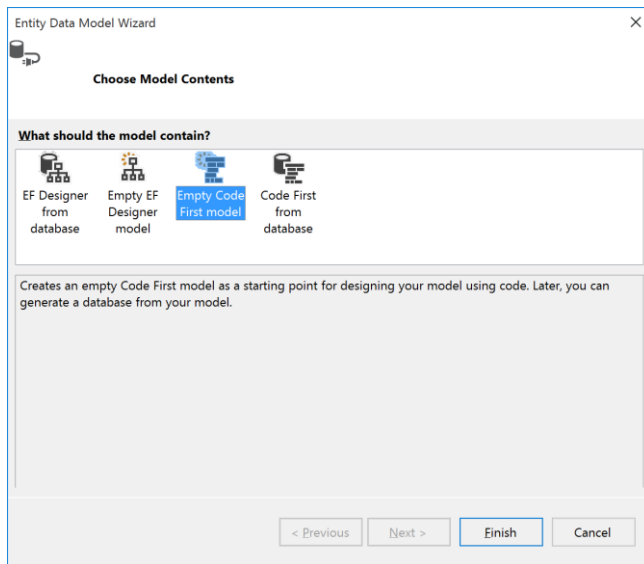 Entity Data Model Wizard
Choose Model Contents
What should the model contain?
EF Designer
from
database
Empty EF
Designer
model
Empty Code
First model
Code First
from
database
Creates an empty Code First model as a starting point for designing your model using code. Later, you can
generate a database from your model.
< Previous
Next >
Finish
Cancel